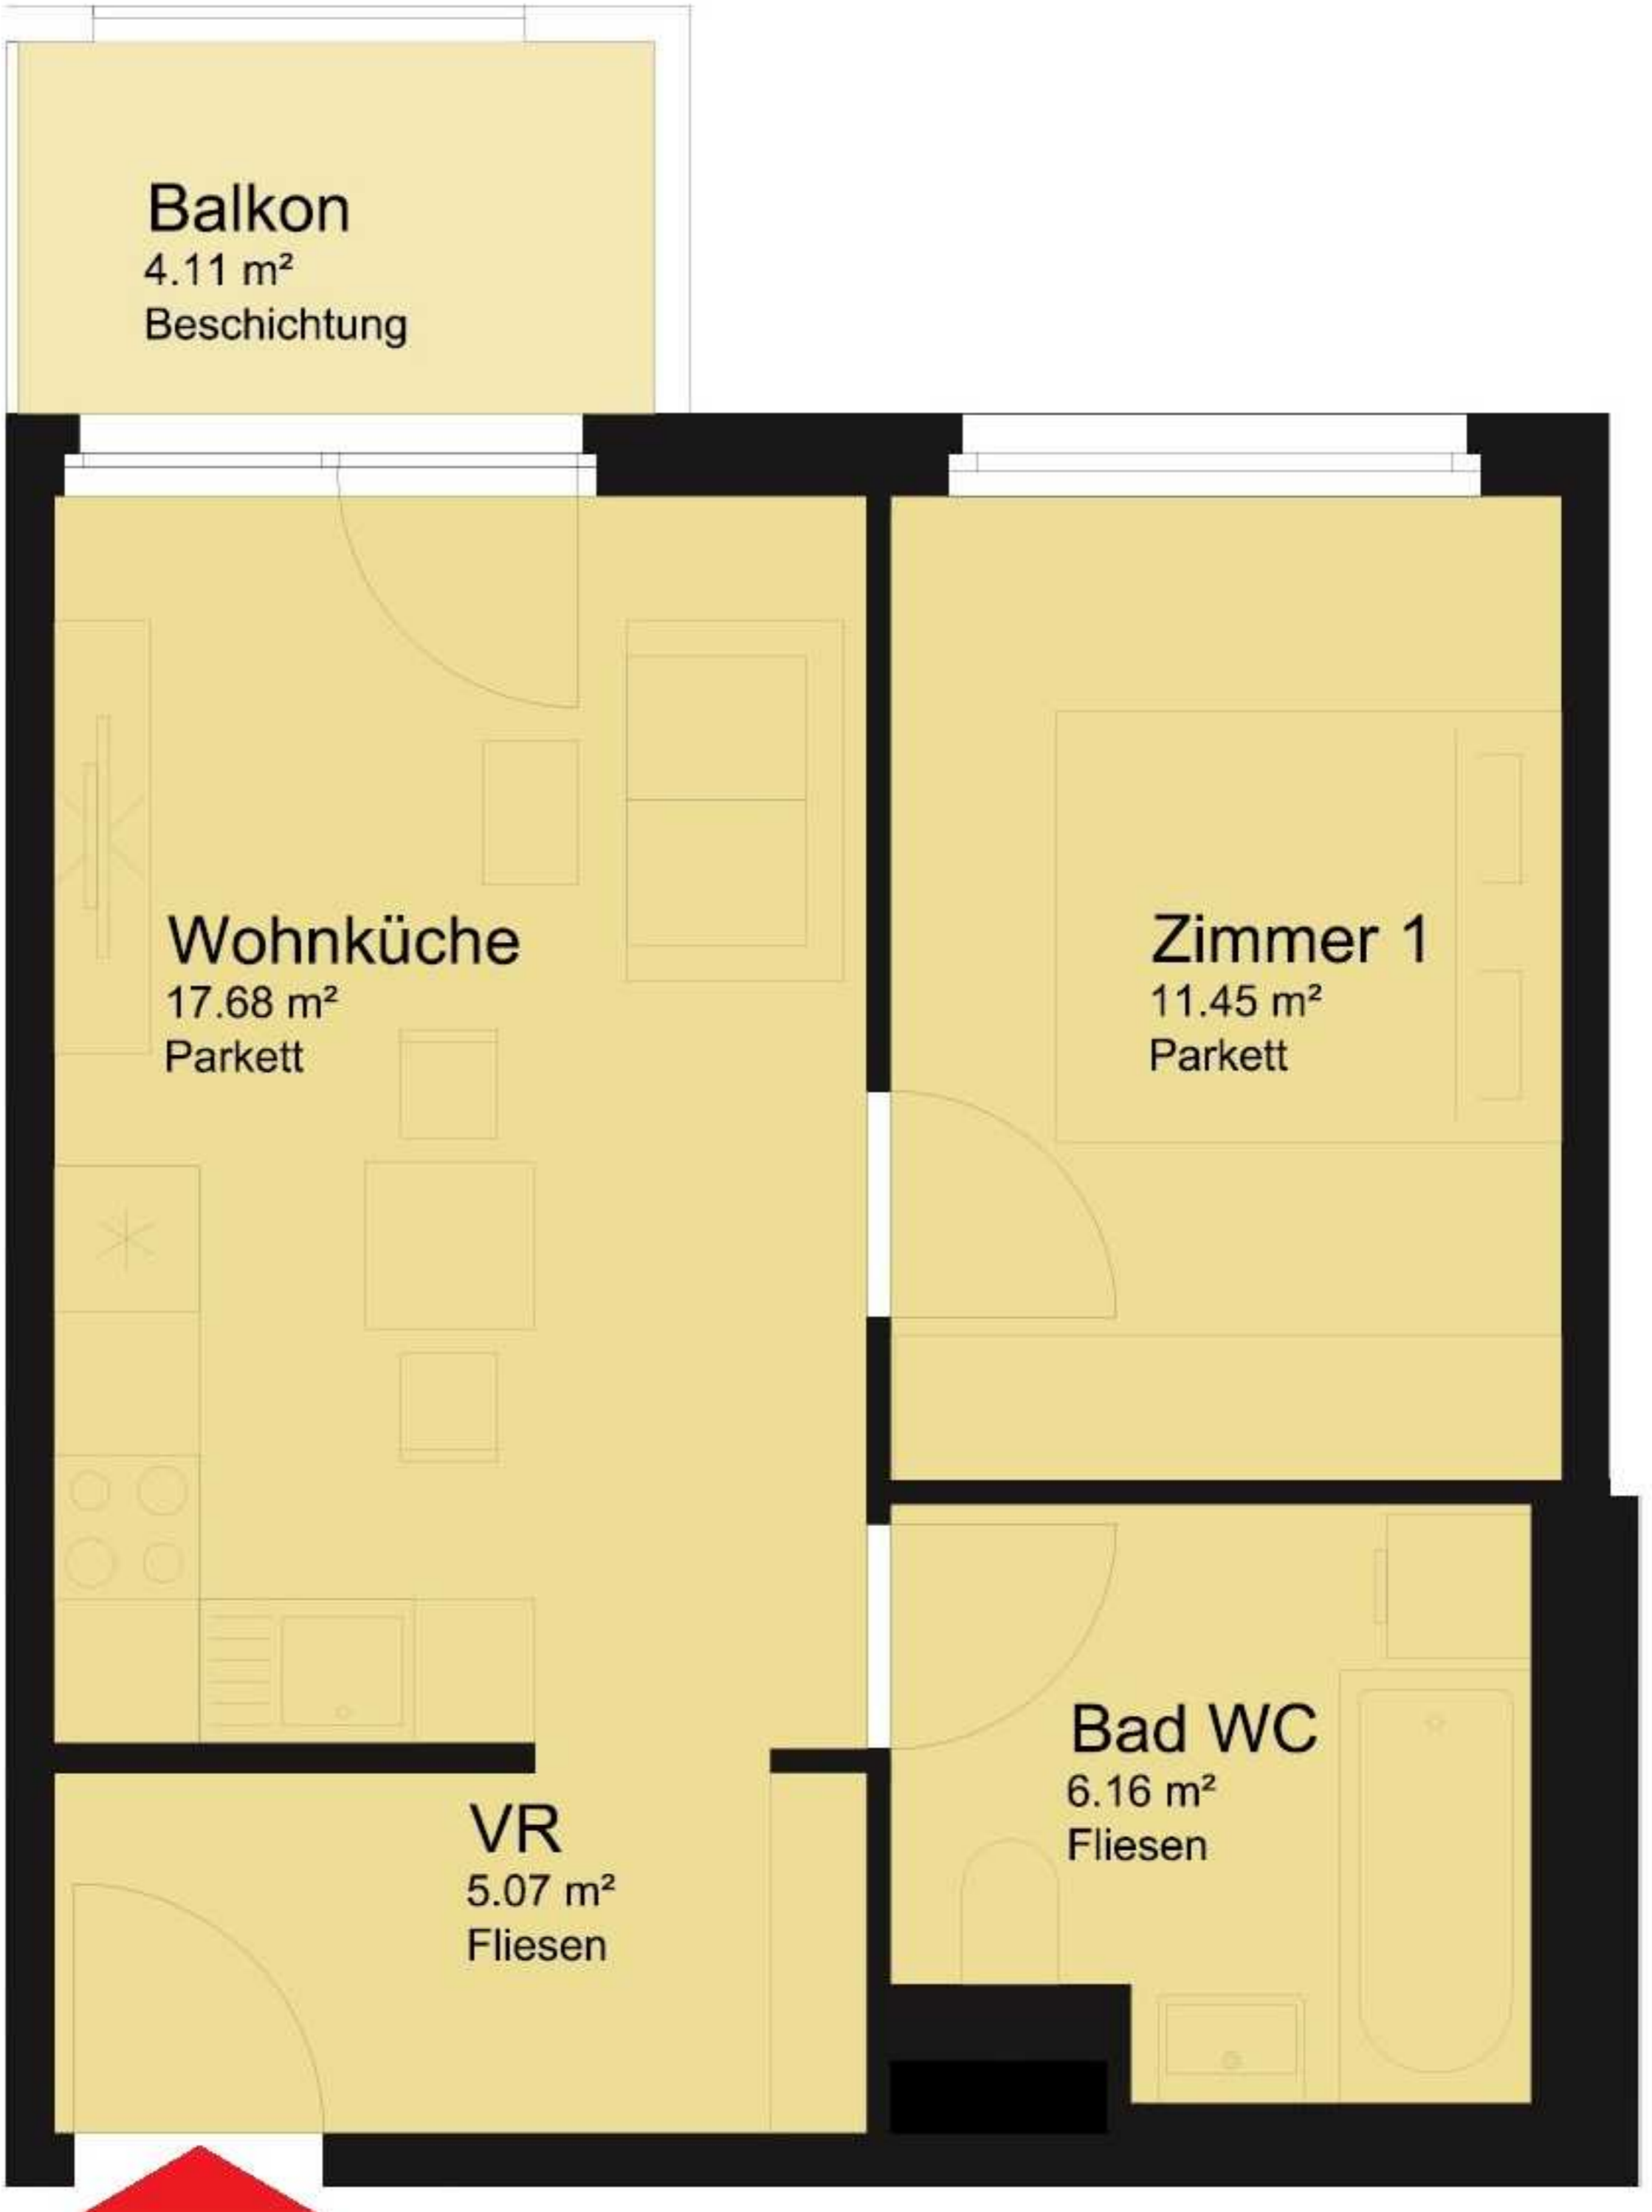 Balkon
4.11 m²
Beschichtung
Wohnküche
17.68 m²
Parkett
Zimmer 1
11.45 m²
Parkett
Bad WC
6.16 m²
Fliesen
VR
5.07 m²
Fliesen